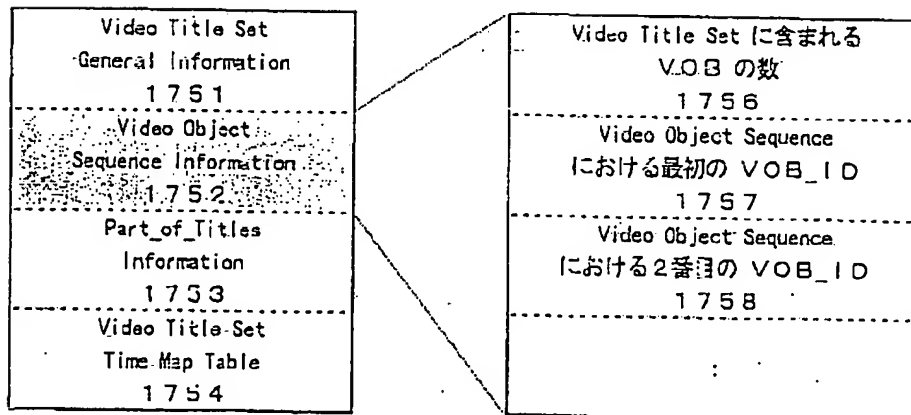 Video Title Set
General Information
1751
Video Object
Sequence Information
1752
Part_of_Titles
Information
1753
Video Title Set
Time Map Table
1754
Video Title Set に含まれる
VOB の数
1756
Video Object Sequence
における最初の VOB_ID
1757
Video Object Sequence
における2番目の VOB_ID
1758
: